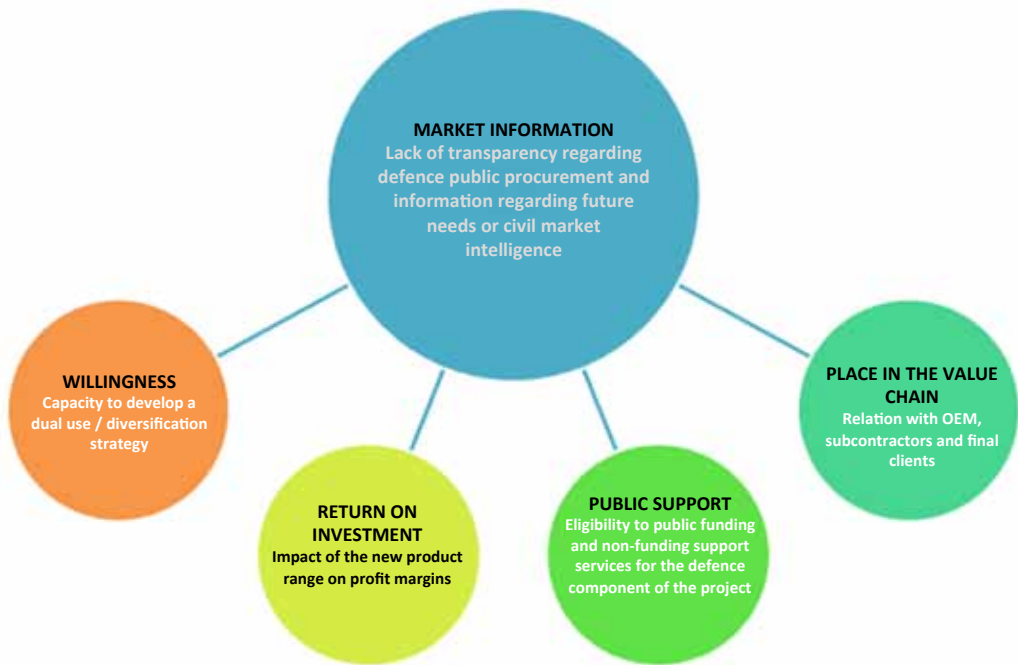 MARKET INFORMATION
Lack of transparency regarding
defence public procurement and
information regarding future
needs or civil market
intelligence
WILLINGNESS
Capacity to develop a
dual use / diversification
strategy
RETURN ON
INVESTMENT
Impact of the new product
range on profit margins
PUBLIC SUPPORT
Eligibility to public funding
and non-funding support
services for the defence
component of the project
PLACE IN THE VALUE
CHAIN
Relation with OEM,
subcontractors and final
clients